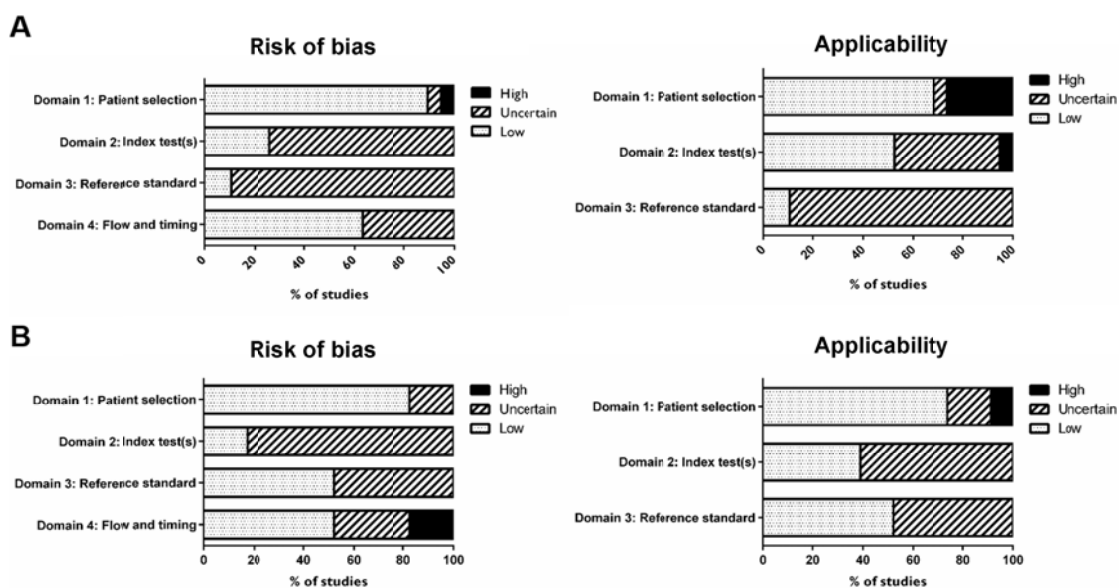 A
Risk of bias
Domain 1: Patient selection
Domain 2: Index test(s)
Domain 3: Reference standard
Domain 4: Flow and timing
High
Uncertain
Low
0 20 40 60 80 100
% of studies
Applicability
Domain 1: Patient selection
Domain 2: Index test(s)
Domain 3: Reference standard
High
Uncertain
Low
0 20 40 60 80 100
% of studies
B
Risk of bias
Domain 1: Patient selection
Domain 2: Index test(s)
Domain 3: Reference standard
Domain 4: Flow and timing
High
Uncertain
Low
0 20 40 60 80 100
% of studies
Applicability
Domain 1: Patient selection
Domain 2: Index test(s)
Domain 3: Reference standard
High
Uncertain
Low
0 20 40 60 80 100
% of studies